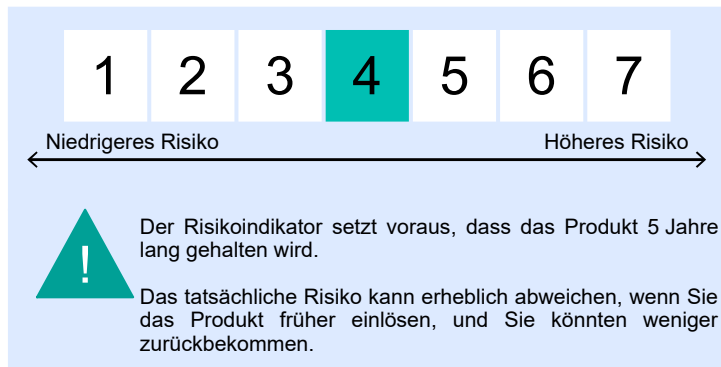 1 2 3 4 5 6 7
Niedrigeres Risiko Höheres Risiko
Der Risikoindikator setzt voraus, dass das Produkt 5 Jahre
lang gehalten wird.
!
Das tatsächliche Risiko kann erheblich abweichen, wenn Sie
das Produkt früher einlösen, und Sie könnten weniger
zurückbekommen.